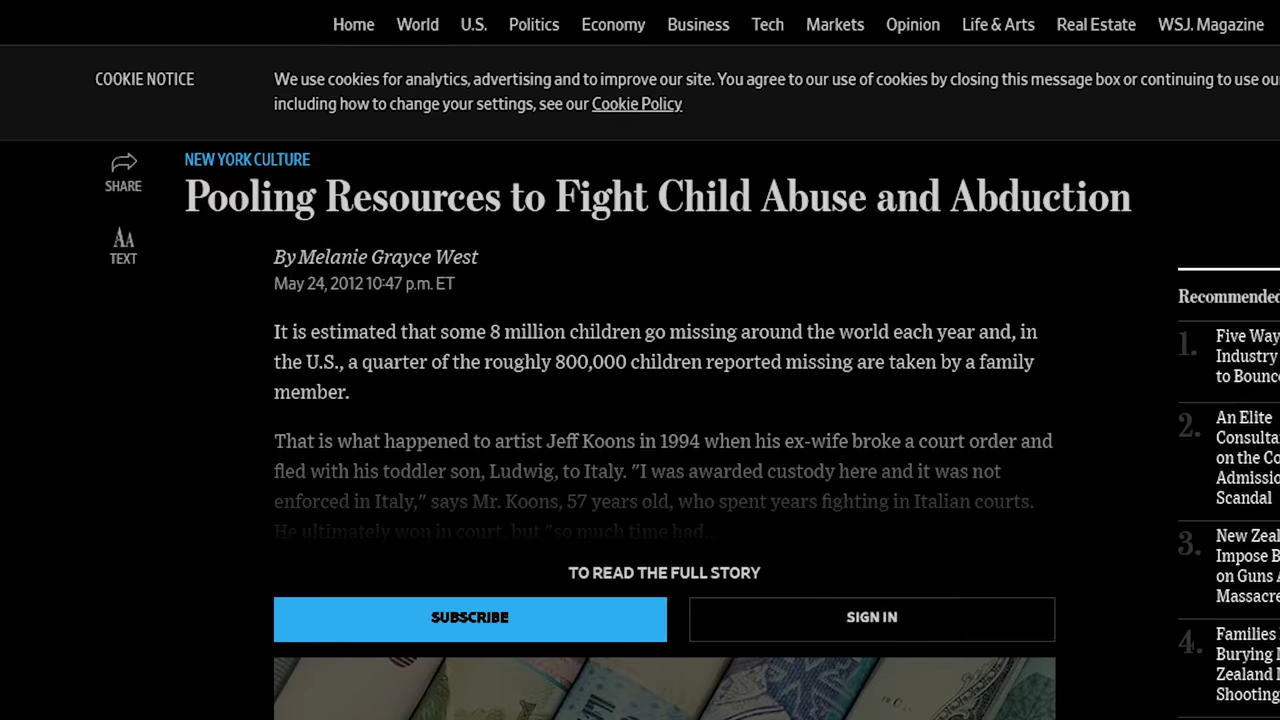 Home World U.S. Politics Economy Business Tech Markets Opinion Life & Arts Real Estate WSJ. Magazine
COOKIE NOTICE
We use cookies for analytics, advertising and to improve our site. You agree to our use of cookies by closing this message box or continuing to use our
including how to change your settings, see our Cookie Policy
SHARE
AA
TEXT
NEW YORK CULTURE
Pooling Resources to Fight Child Abuse and Abduction
By Melanie Grayce West
May 24, 2012 10:47 p.m. ET
It is estimated that some 8 million children go missing around the world each year and, in
the U.S., a quarter of the roughly 800,000 children reported missing are taken by a family
member.
That is what happened to artist Jeff Koons in 1994 when his ex-wife broke a court order and
fled with his toddler son, Ludwig, to Italy. "I was awarded custody here and it was not
enforced in Italy," says Mr. Koons, 57 years old, who spent years fighting in Italian courts.
He ultimately won in court, but "so much time had...
TO READ THE FULL STORY
SUBSCRIBE
SIGN IN
Recommended
1. Five Way
Industry
to Bounc
2. An Elite
Consulta
on the Co
Admissio
Scandal
3. New Zeal
Impose B
on Guns A
Massacre
4. Families
Burying
Zealand
Shooting